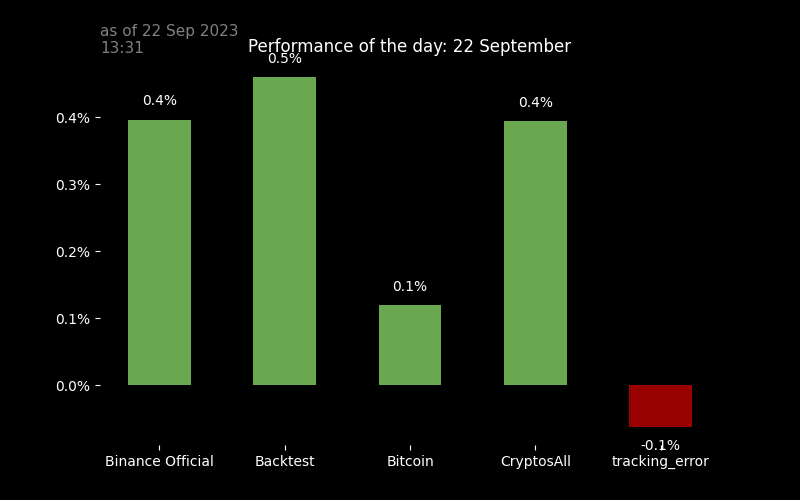 as of 22 Sep 2023
13:31
Performance of the day: 22 September
0.5%
0.4%
0.4%
0.4%
0.3%
0.2%
0.1%
0.1%
0.0%
-0.1%
Binance Official
Backtest
Bitcoin
CryptosAll
tracking_error